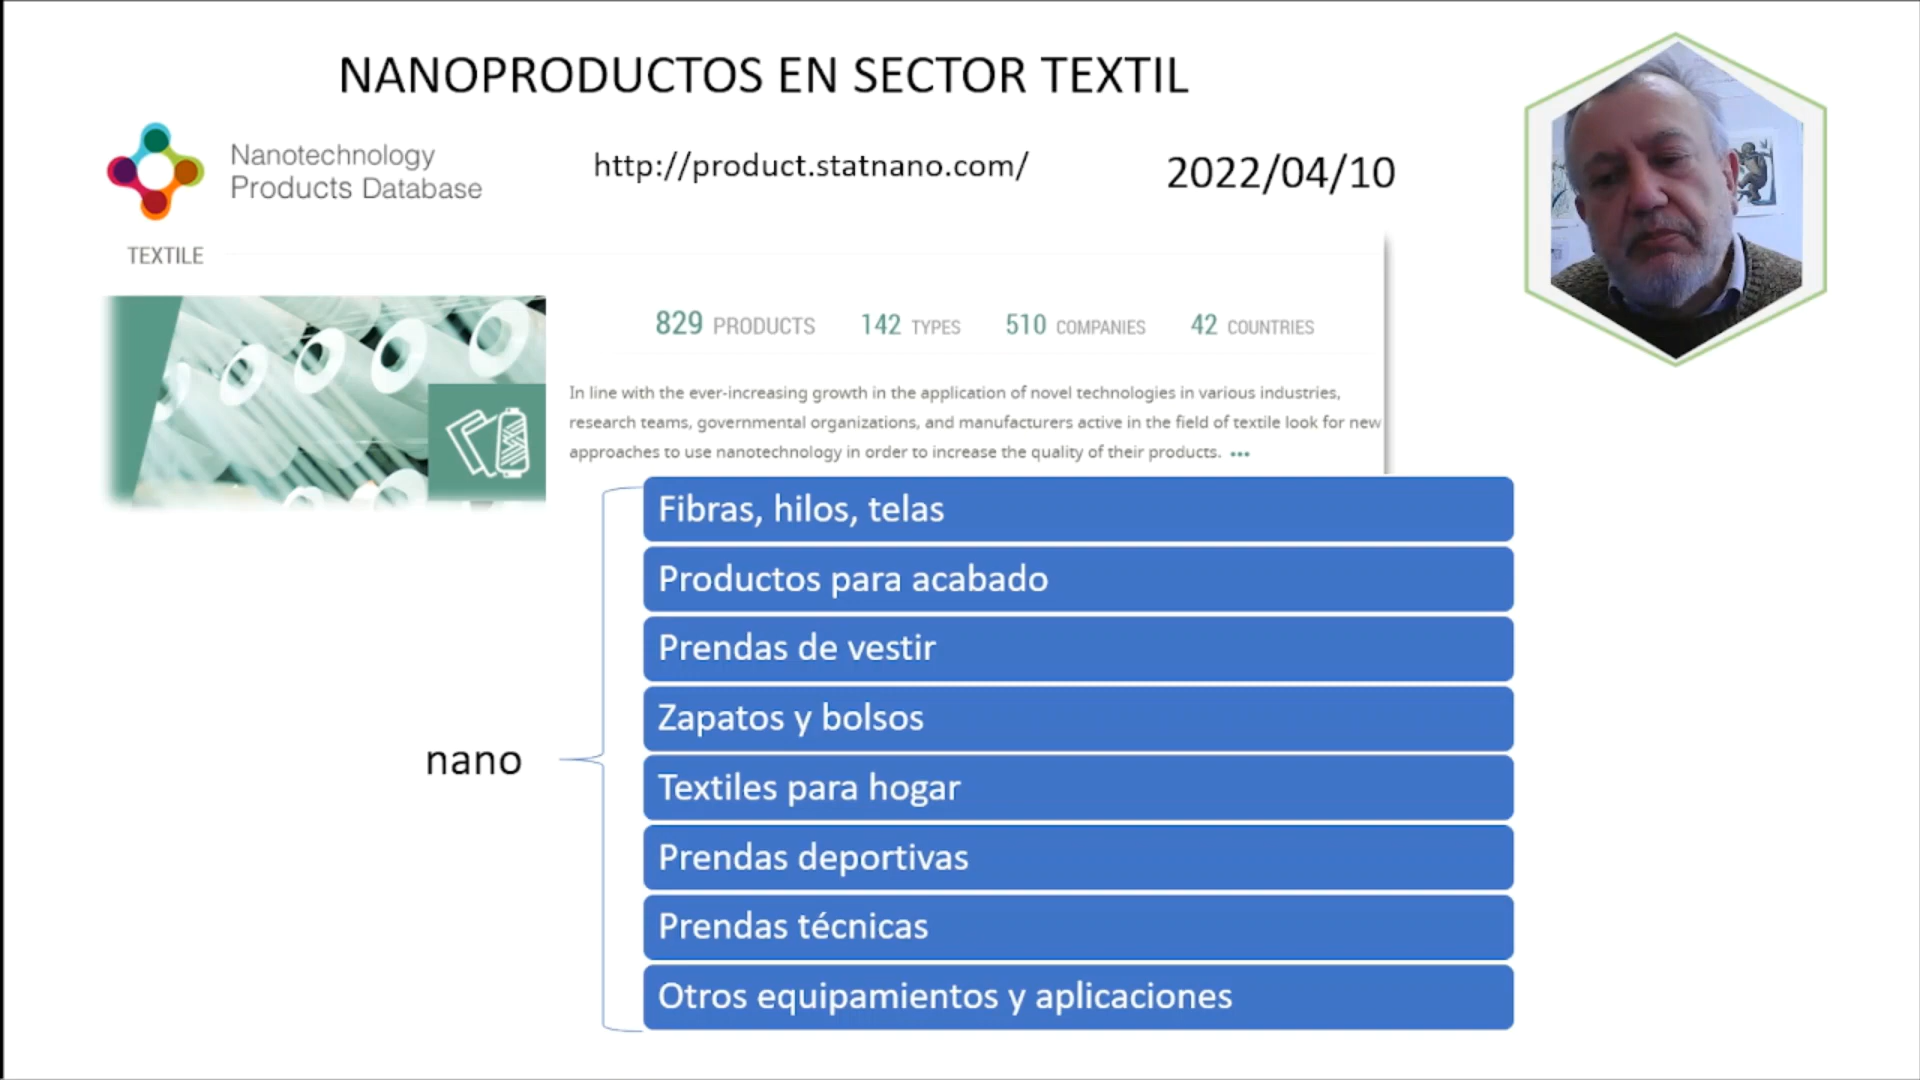 NANOPRODUCTOS EN SECTOR TEXTIL
Nanotechnology
Products Database
http://product.statnano.com/
2022/04/10
TEXTILE
829 PRODUCTS 142 TYPES 510 COMPANIES 42 COUNTRIES
In line with the ever-increasing growth in the application of novel technologies in various industries,
research teams, governmental organizations, and manufacturers active in the field of textile look for new
approaches to use nanotechnology in order to increase the quality of their products. •••
nano
Fibras, hilos, telas
Productos para acabado
Prendas de vestir
Zapatos y bolsos
Textiles para hogar
Prendas deportivas
Prendas técnicas
Otros equipamientos y aplicaciones